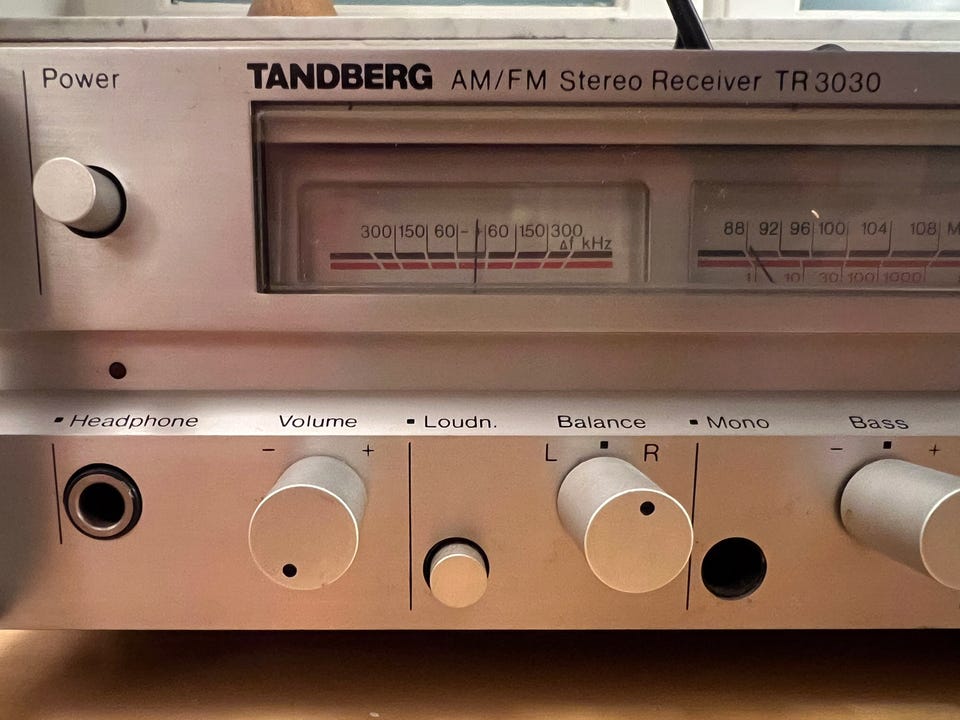 Power
TANDBERG AM/FM Stereo Receiver TR 3030
300 150 60 - - 60 150 300
Δf kHz
88 92 96 100 104 108 M
1 10 30 100 1000
Headphone Volume Loudn. Balance Mono Bass
- + L R - +